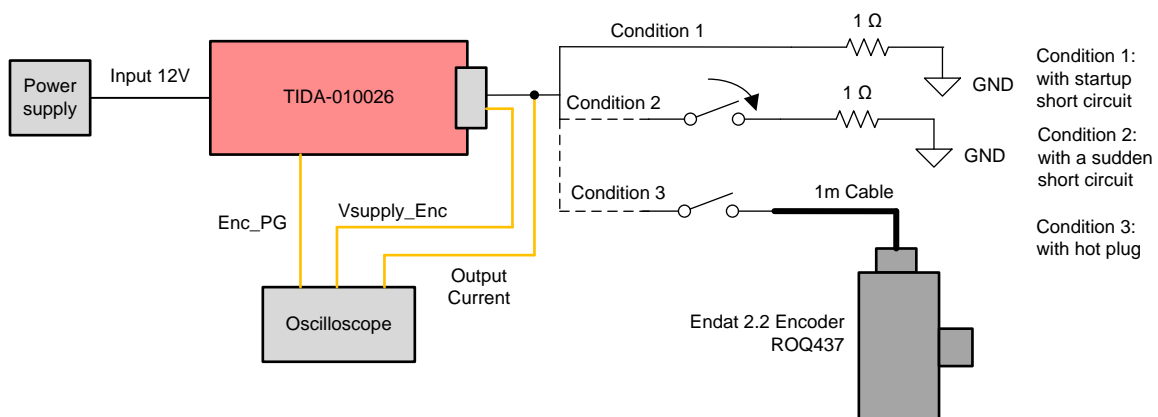 Condition 1
1 Ω
GND
Power
supply
Input 12V
TIDA-010026
Condition 2
1 Ω
GND
Condition 3
1m Cable
Enc_PG
Vsupply_Enc
Output
Current
Oscilloscope
Endat 2.2 Encoder
ROQ437
Condition 1:
with startup
short circuit
Condition 2:
with a sudden
short circuit
Condition 3:
with hot plug